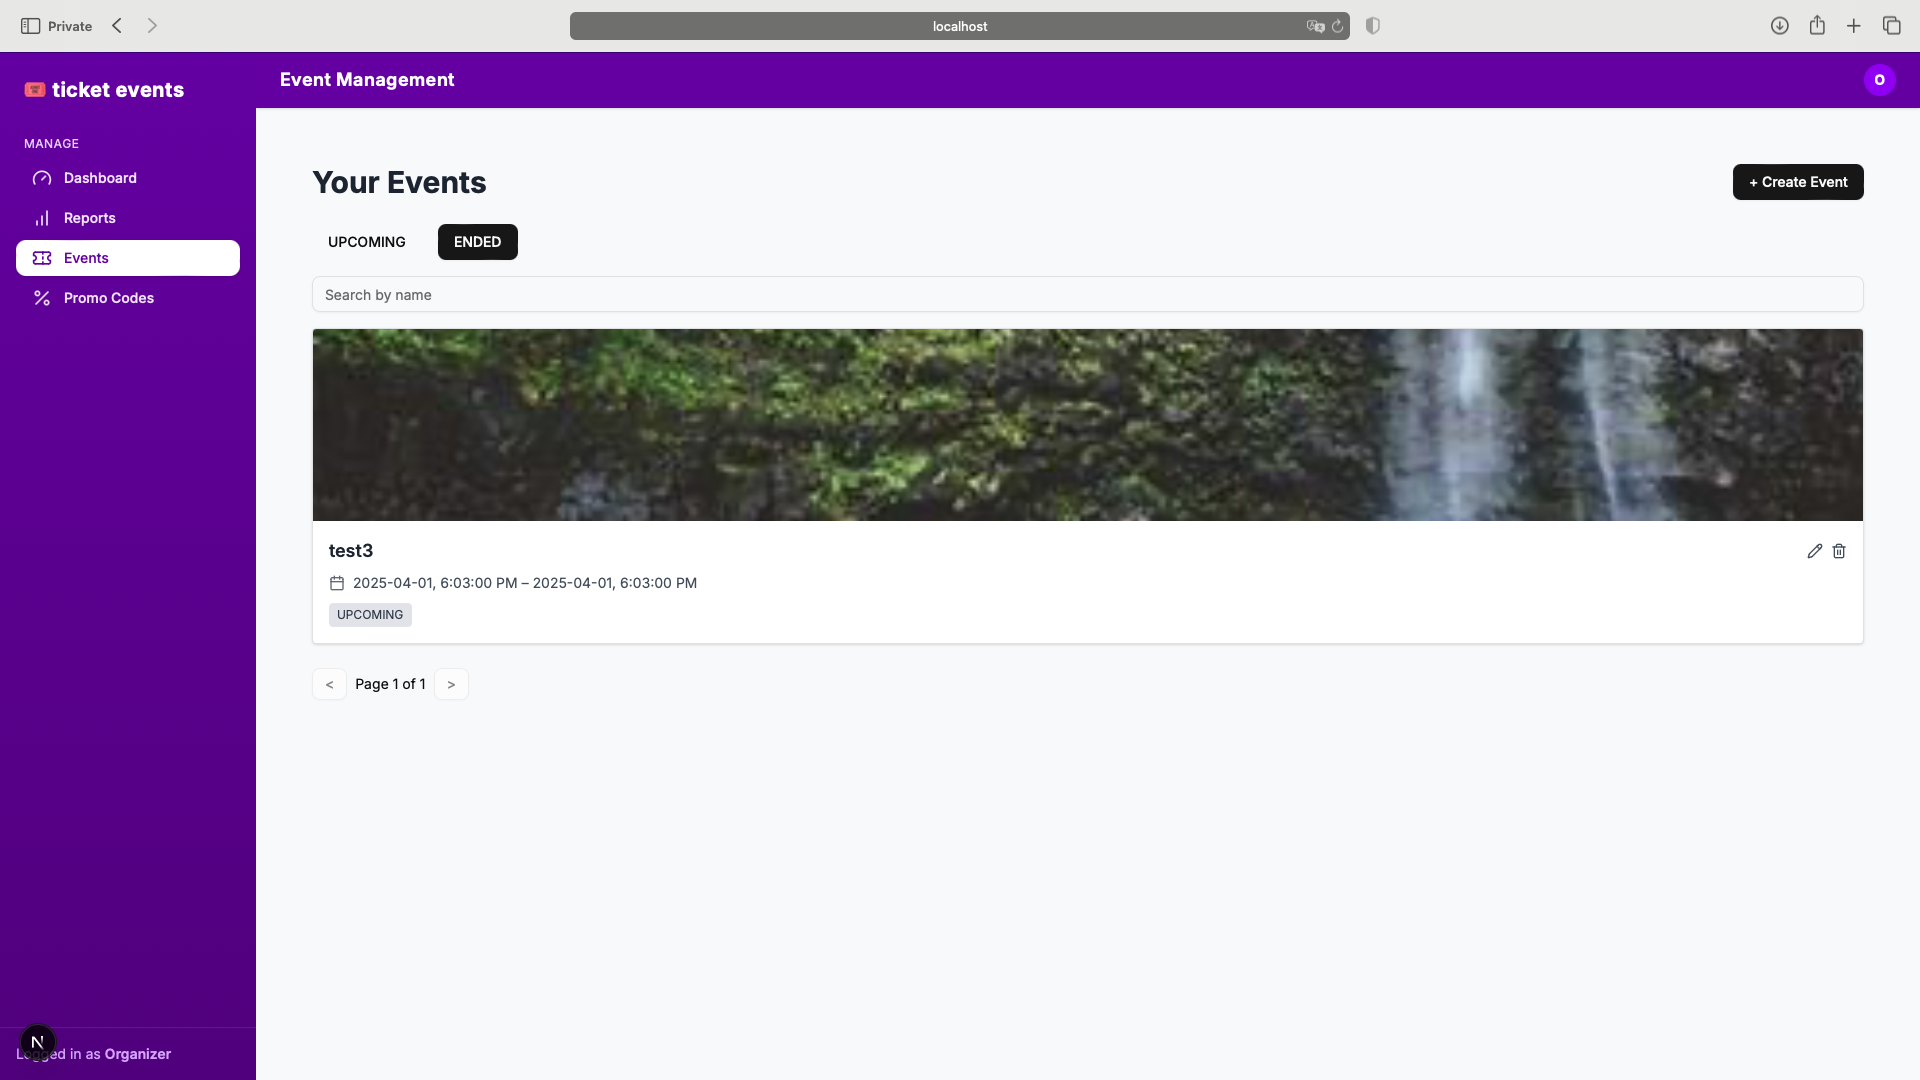 Private
localhost
ticket events
Event Management
O
MANAGE
Dashboard
Reports
Events
Promo Codes
Your Events
+ Create Event
UPCOMING
ENDED
Search by name
test3
2025-04-01, 6:03:00 PM – 2025-04-01, 6:03:00 PM
UPCOMING
< Page 1 of 1 >
N
Logged in as Organizer